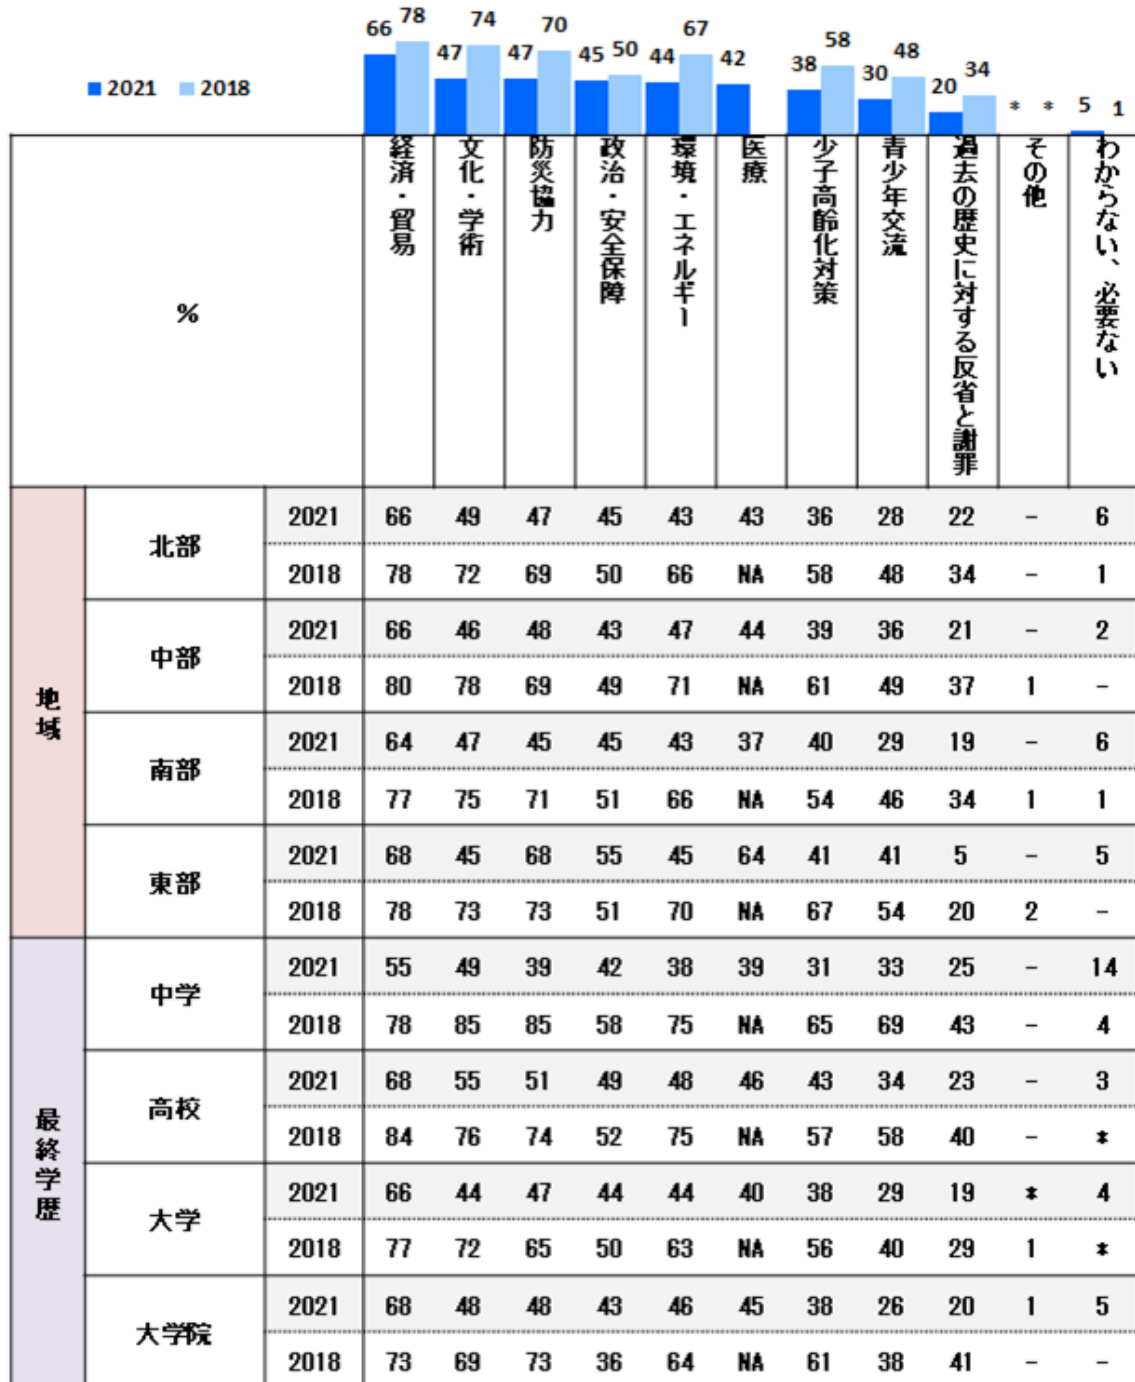 66 78 47 74 47 70 45 50 44 67 42 38 58 30 48 20 34 * * 5 1
2021 2018
% 経済・貿易 文化・学術 防災協力 政治・安全保障 環境・エネルギー 医療 少子高齢化対策 青少年交流 過去の歴史に対する反省と謝罪 その他 わからない、必要ない
地域
北部
2021 66 49 47 45 43 43 36 28 22 - 6
2018 78 72 69 50 66 NA 58 48 34 - 1
中部
2021 66 46 48 43 47 44 39 36 21 - 2
2018 80 78 69 49 71 NA 61 49 37 1 -
南部
2021 64 47 45 45 43 37 40 29 19 - 6
2018 77 75 71 51 66 NA 54 46 34 1 1
東部
2021 68 45 68 55 45 64 41 41 5 - 5
2018 78 73 73 51 70 NA 67 54 20 2 -
最終学歴
中学
2021 55 49 39 42 38 39 31 33 25 - 14
2018 78 85 85 58 75 NA 65 69 43 - 4
高校
2021 68 55 51 49 48 46 43 34 23 - 3
2018 84 76 74 52 75 NA 57 58 40 - *
大学
2021 66 44 47 44 44 40 38 29 19 * 4
2018 77 72 65 50 63 NA 56 40 29 1 *
大学院
2021 68 48 48 43 46 45 38 26 20 1 5
2018 73 69 73 36 64 NA 61 38 41 - -